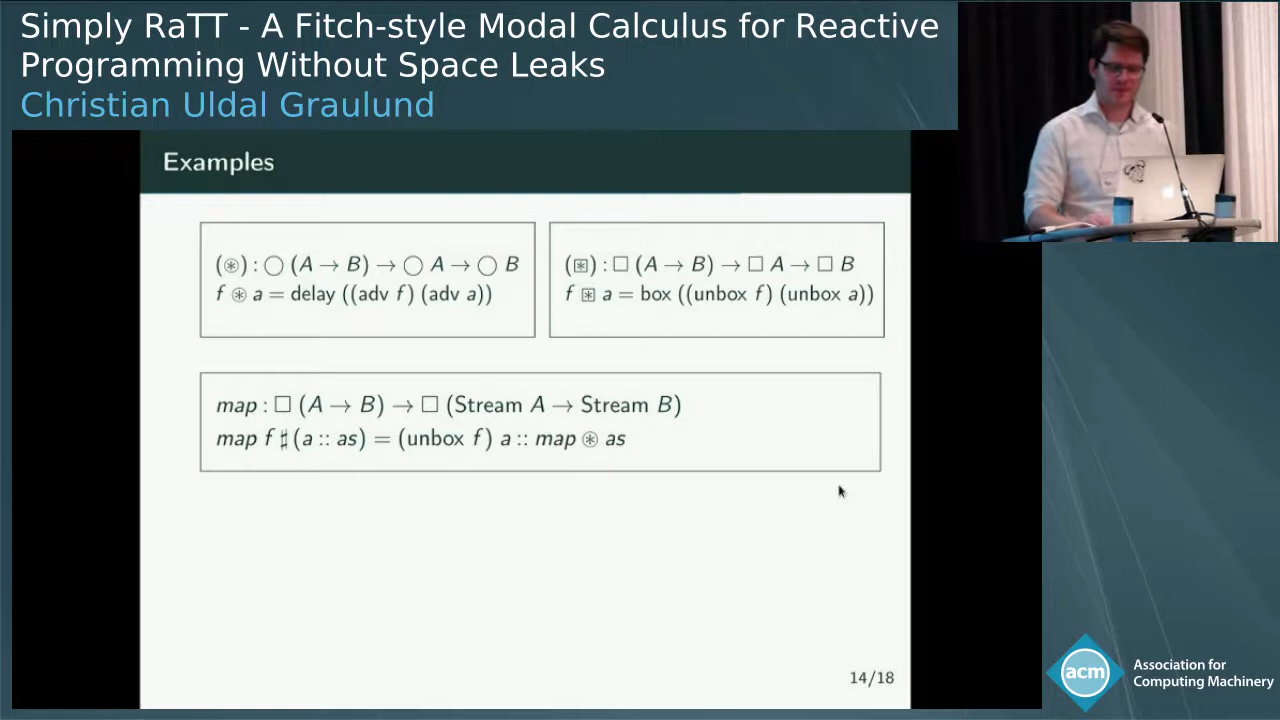 Simply RaTT - A Fitch-style Modal Calculus for Reactive
Programming Without Space Leaks
Christian Uldal Graulund
Examples
(⊛) : ◯ (A → B) → ◯ A → ◯ B
f ⊛ a = delay ((adv f) (adv a))
(⧆) : □ (A → B) → □ A → □ B
f ⧆ a = box ((unbox f) (unbox a))
map : □ (A → B) → □ (Stream A → Stream B)
map f ♯ (a :: as) = (unbox f) a :: map ⊛ as
14/18
acm
Association for
Computing Machinery